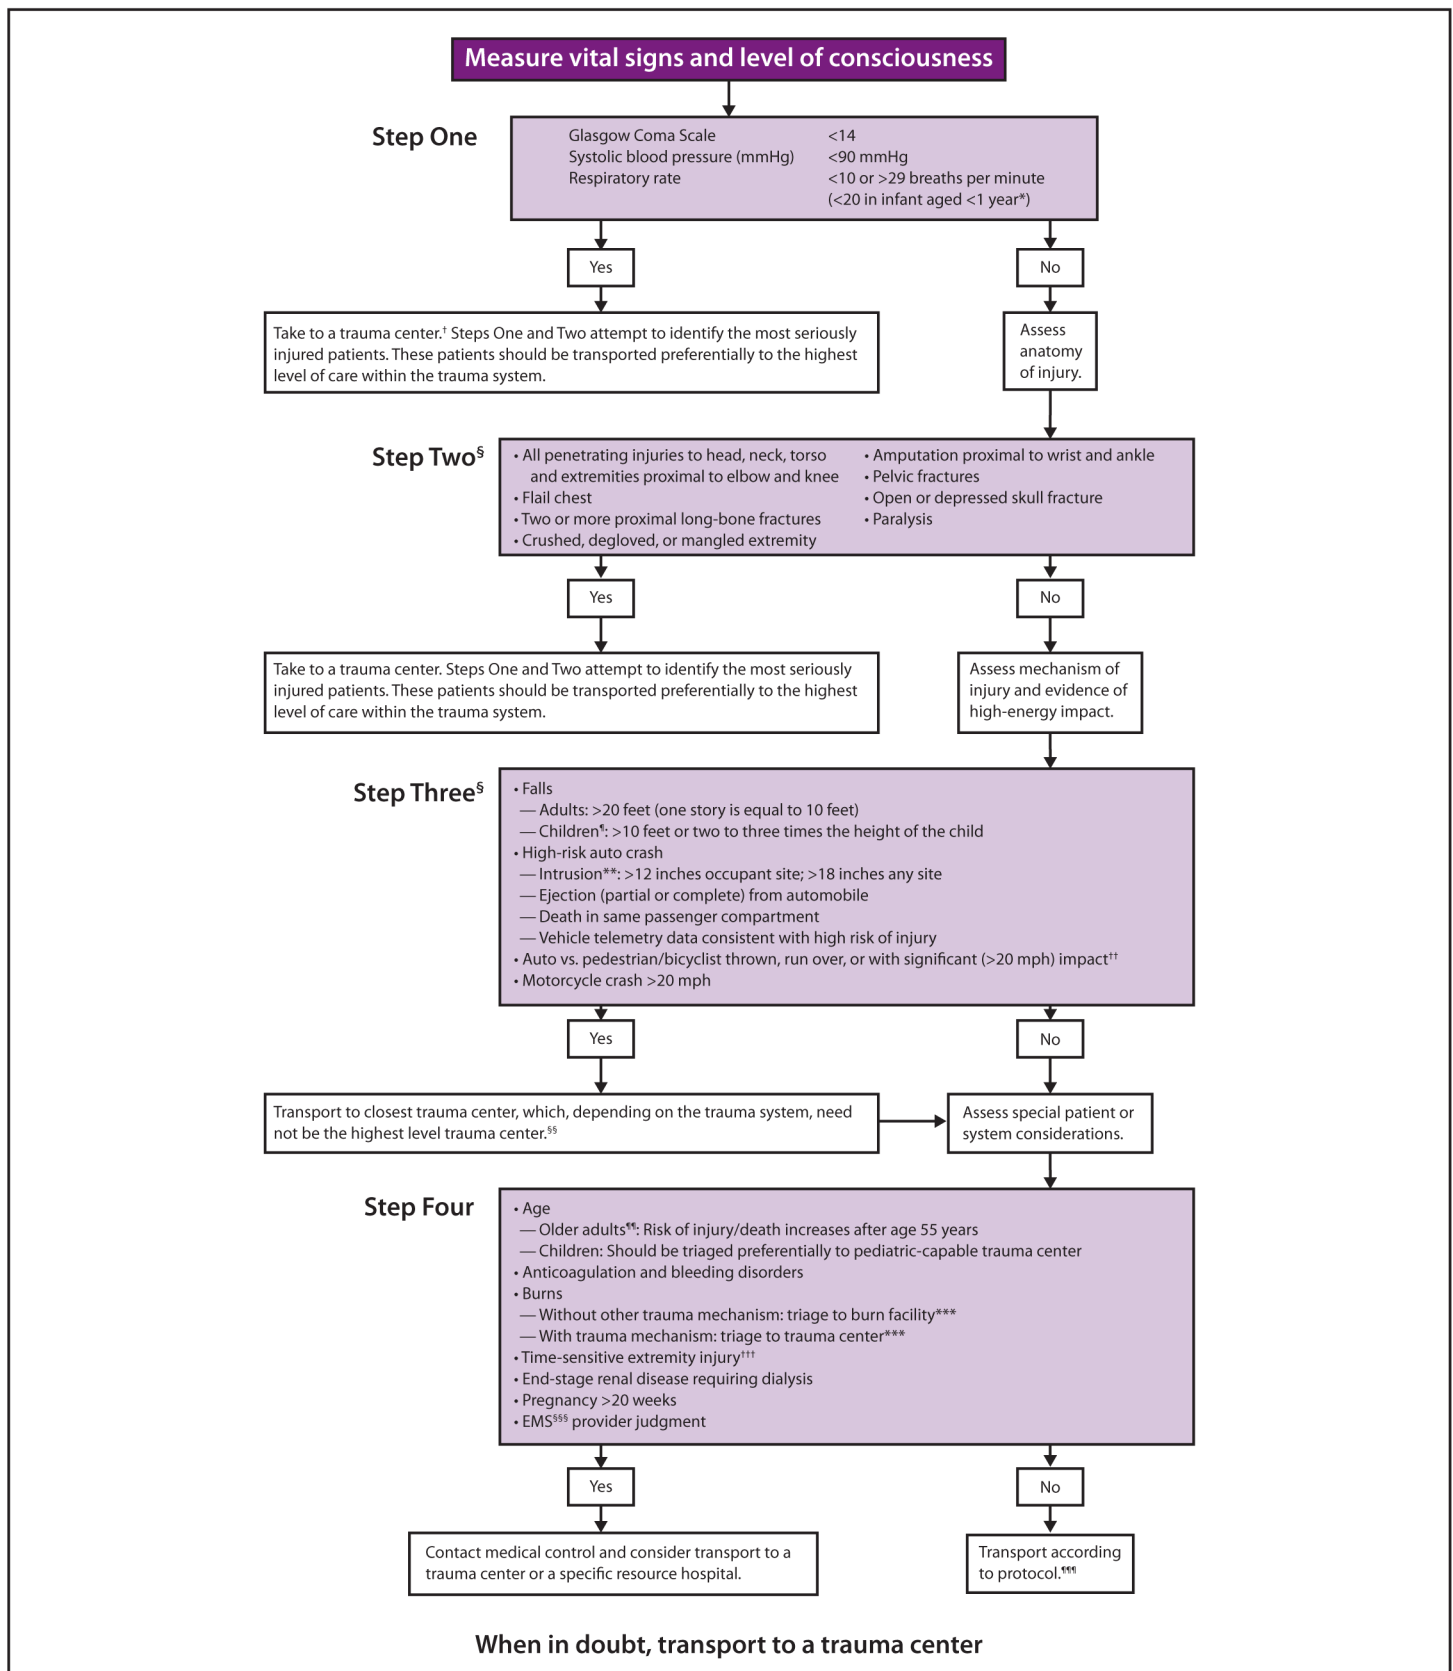 Measure vital signs and level of consciousness
Step One
Glasgow Coma Scale <14
Systolic blood pressure (mmHg) <90 mmHg
Respiratory rate <10 or >29 breaths per minute
(<20 in infant aged <1 year*)
Yes
No
Take to a trauma center.† Steps One and Two attempt to identify the most seriously
injured patients. These patients should be transported preferentially to the highest
level of care within the trauma system.
Assess
anatomy
of injury.
Step Two§
• All penetrating injuries to head, neck, torso
and extremities proximal to elbow and knee
• Flail chest
• Two or more proximal long-bone fractures
• Crushed, degloved, or mangled extremity
• Amputation proximal to wrist and ankle
• Pelvic fractures
• Open or depressed skull fracture
• Paralysis
Yes
No
Take to a trauma center. Steps One and Two attempt to identify the most seriously
injured patients. These patients should be transported preferentially to the highest
level of care within the trauma system.
Assess mechanism of
injury and evidence of
high-energy impact.
Step Three§
• Falls
— Adults: >20 feet (one story is equal to 10 feet)
— Children¶: >10 feet or two to three times the height of the child
• High-risk auto crash
— Intrusion**: >12 inches occupant site; >18 inches any site
— Ejection (partial or complete) from automobile
— Death in same passenger compartment
— Vehicle telemetry data consistent with high risk of injury
• Auto vs. pedestrian/bicyclist thrown, run over, or with significant (>20 mph) impact††
• Motorcycle crash >20 mph
Yes
No
Transport to closest trauma center, which, depending on the trauma system, need
not be the highest level trauma center.§§
Assess special patient or
system considerations.
Step Four
• Age
— Older adults¶¶: Risk of injury/death increases after age 55 years
— Children: Should be triaged preferentially to pediatric-capable trauma center
• Anticoagulation and bleeding disorders
• Burns
— Without other trauma mechanism: triage to burn facility***
— With trauma mechanism: triage to trauma center***
• Time-sensitive extremity injury†††
• End-stage renal disease requiring dialysis
• Pregnancy >20 weeks
• EMS§§§ provider judgment
Yes
No
Contact medical control and consider transport to a
trauma center or a specific resource hospital.
Transport according
to protocol.¶¶¶
When in doubt, transport to a trauma center